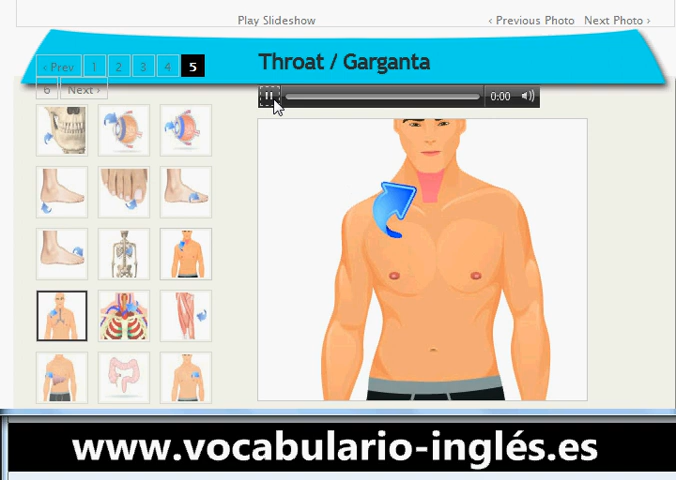 Play Slideshow
‹ Previous Photo Next Photo ›
Throat / Garganta
‹ Prev 1 2 3 4 5
6 Next ›
0:00
www.vocabulario-inglés.es